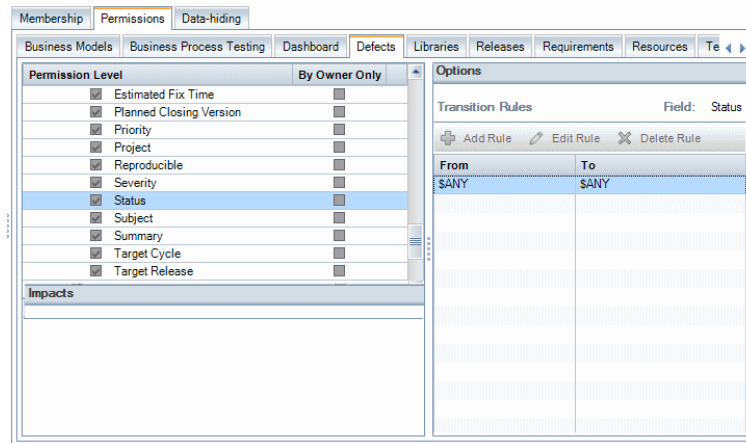 Membership Permissions Data-hiding
Business Models Business Process Testing Dashboard Defects Libraries Releases Requirements Resources Te
Permission Level By Owner Only
Estimated Fix Time
Planned Closing Version
Priority
Project
Reproducible
Severity
Status
Subject
Summary
Target Cycle
Target Release
Impacts
Options
Transition Rules Field: Status
Add Rule Edit Rule Delete Rule
From To
$ANY $ANY